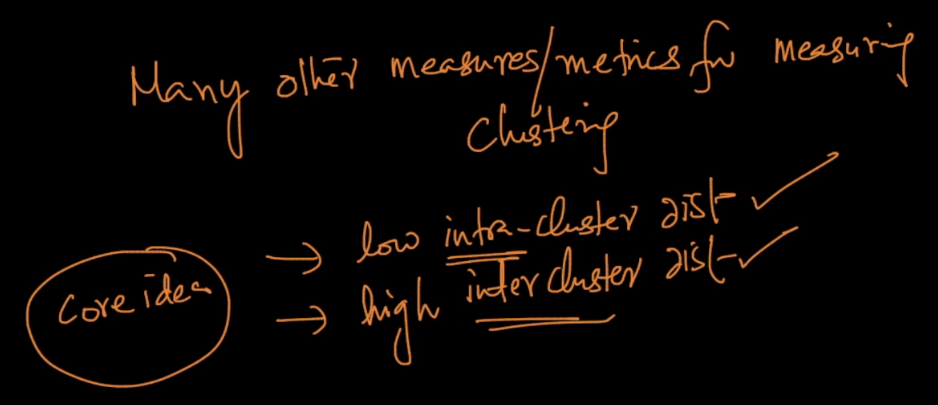 Many other measures/metrics for measuring
Clustering
Core idea
→ low intra-cluster dist- ✓
→ high inter cluster dist- ✓